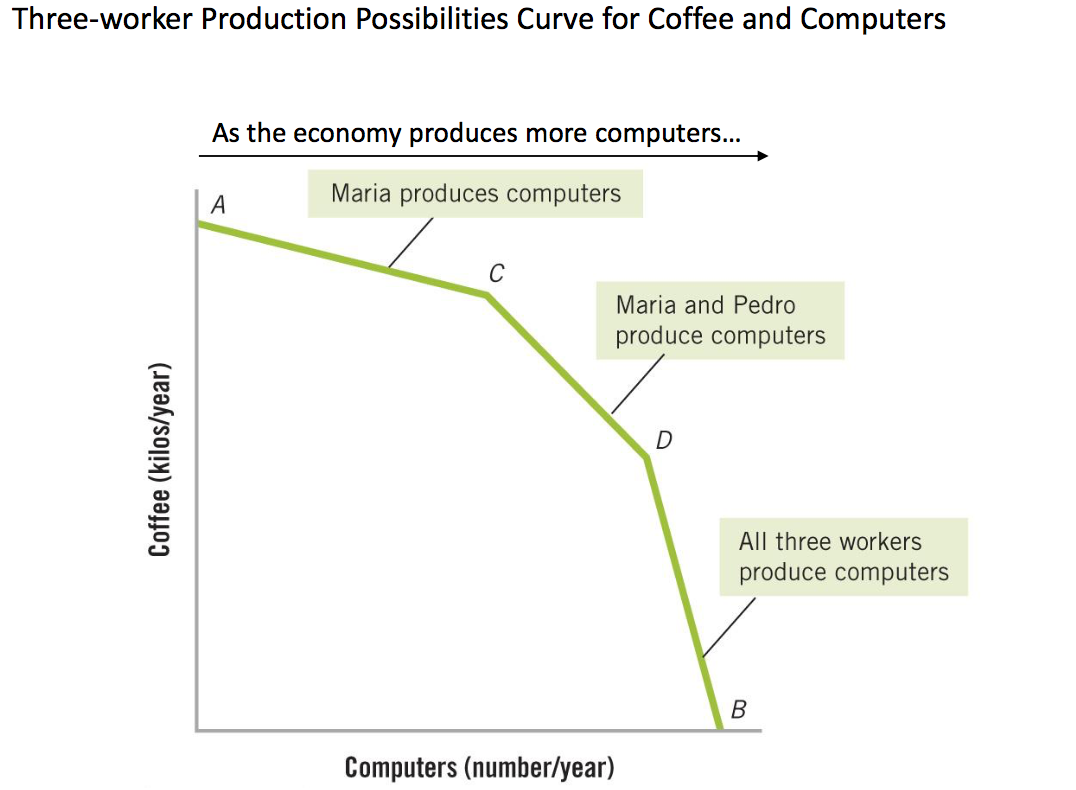 Three-worker Production Possibilities Curve for Coffee and Computers
As the economy produces more computers...
A
Maria produces computers
C
Maria and Pedro
produce computers
Coffee (kilos/year)
D
All three workers
produce computers
B
Computers (number/year)